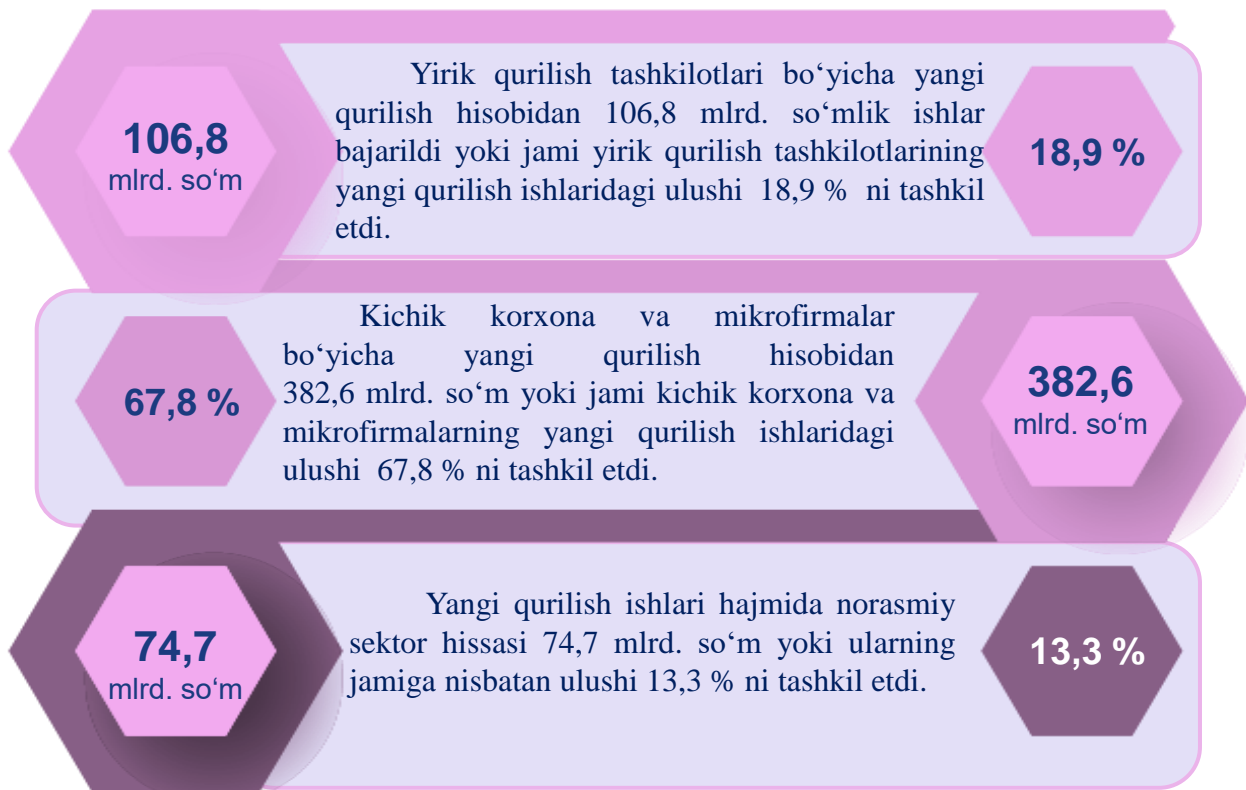 106,8
mlrd. so‘m
Yirik qurilish tashkilotlari bo‘yicha yangi
qurilish hisobidan 106,8 mlrd. so‘mlik ishlar
bajarildi yoki jami yirik qurilish tashkilotlarining
yangi qurilish ishlaridagi ulushi 18,9 % ni tashkil
etdi.
18,9 %
67,8 %
Kichik korxona va mikrofirmalar
bo‘yicha yangi qurilish hisobidan
382,6 mlrd. so‘m yoki jami kichik korxona va
mikrofirmalarning yangi qurilish ishlaridagi
ulushi 67,8 % ni tashkil etdi.
382,6
mlrd. so‘m
74,7
mlrd. so‘m
Yangi qurilish ishlari hajmida norasmiy
sektor hissasi 74,7 mlrd. so‘m yoki ularning
jamiga nisbatan ulushi 13,3 % ni tashkil etdi.
13,3 %